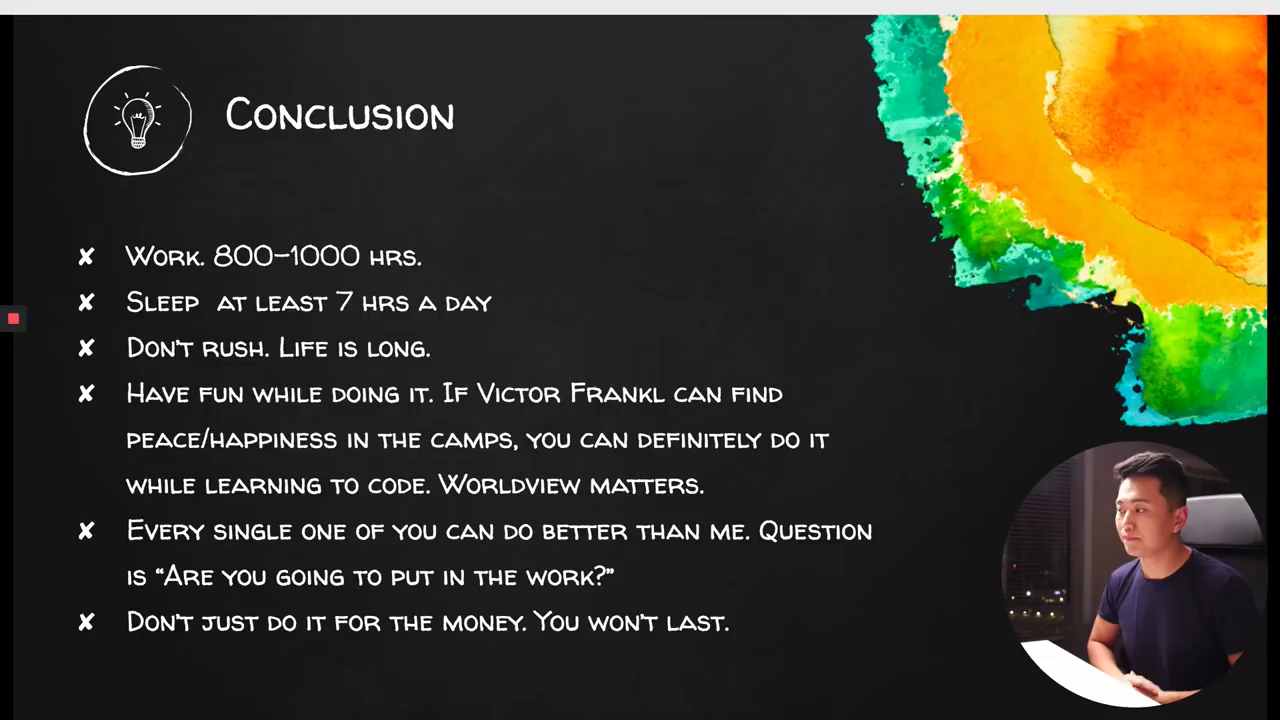 Conclusion
✘ Work. 800-1000 hrs.
✘ Sleep at least 7 hrs a day
✘ Don't rush. Life is long.
✘ Have fun while doing it. If Victor Frankl can find
peace/happiness in the camps, you can definitely do it
while learning to code. Worldview matters.
✘ Every single one of you can do better than me. Question
is “Are you going to put in the work?”
✘ Don't just do it for the money. You won't last.